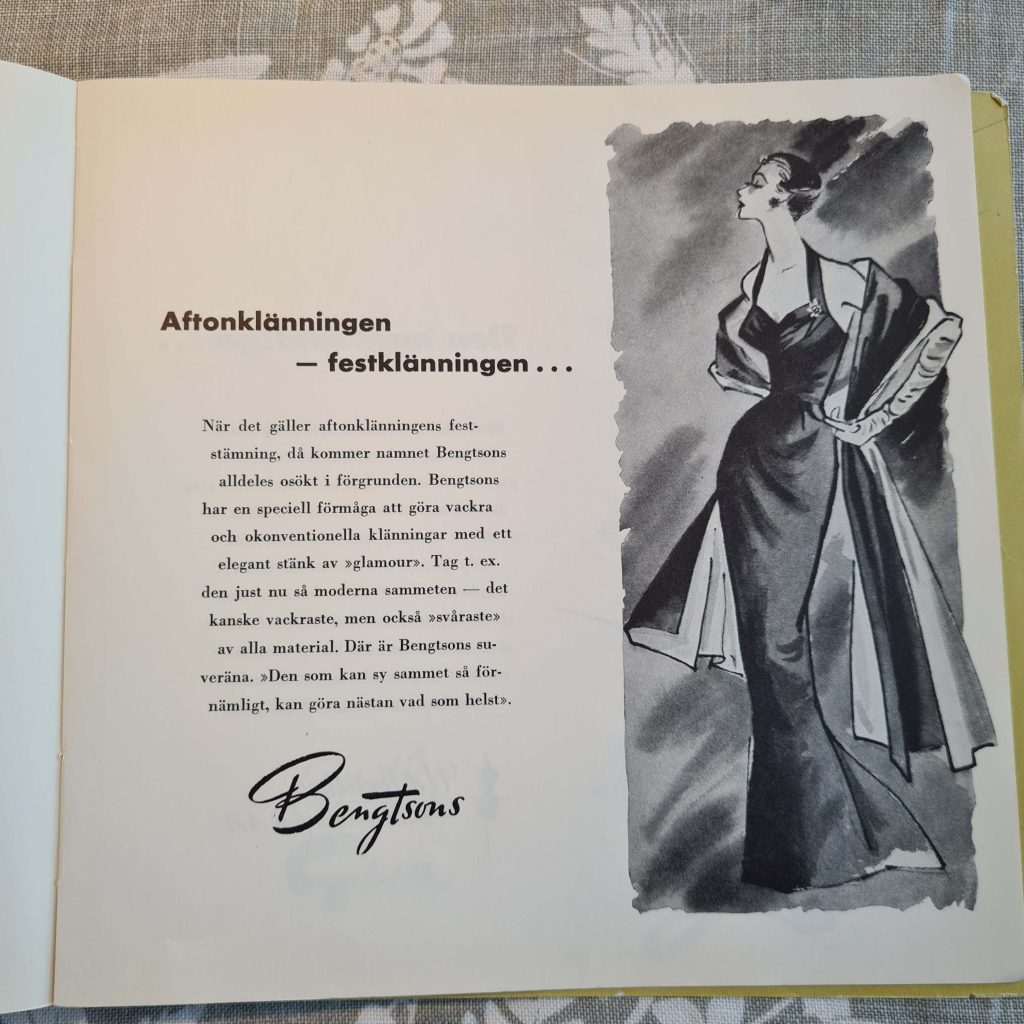 Aftonklänningen
— festklänningen . . .
När det gäller aftonklänningens fest-
stämning, då kommer namnet Bengtsons
alldeles osökt i förgrunden. Bengtsons
har en speciell förmåga att göra vackra
och okonventionella klänningar med ett
elegant stänk av »glamour». Tag t. ex.
den just nu så moderna sammeten — det
kanske vackraste, men också »svåraste»
av alla material. Där är Bengtsons su-
veräna. »Den som kan sy sammet så för-
nämligt, kan göra nästan vad som helst».
Bengtsons